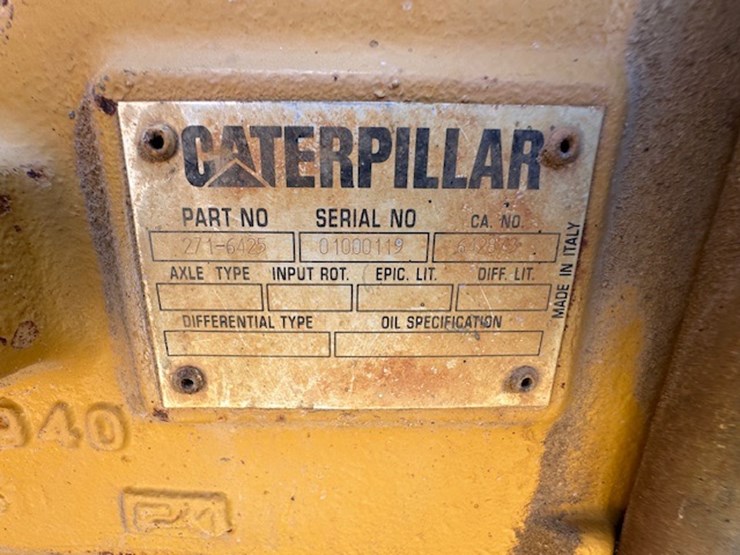 CATERPILLAR
PART NO SERIAL NO CA. NO.
271-6425 01000119
AXLE TYPE INPUT ROT. EPIC. LIT. DIFF. LIT.
DIFFERENTIAL TYPE OIL SPECIFICATION
MADE IN ITALY